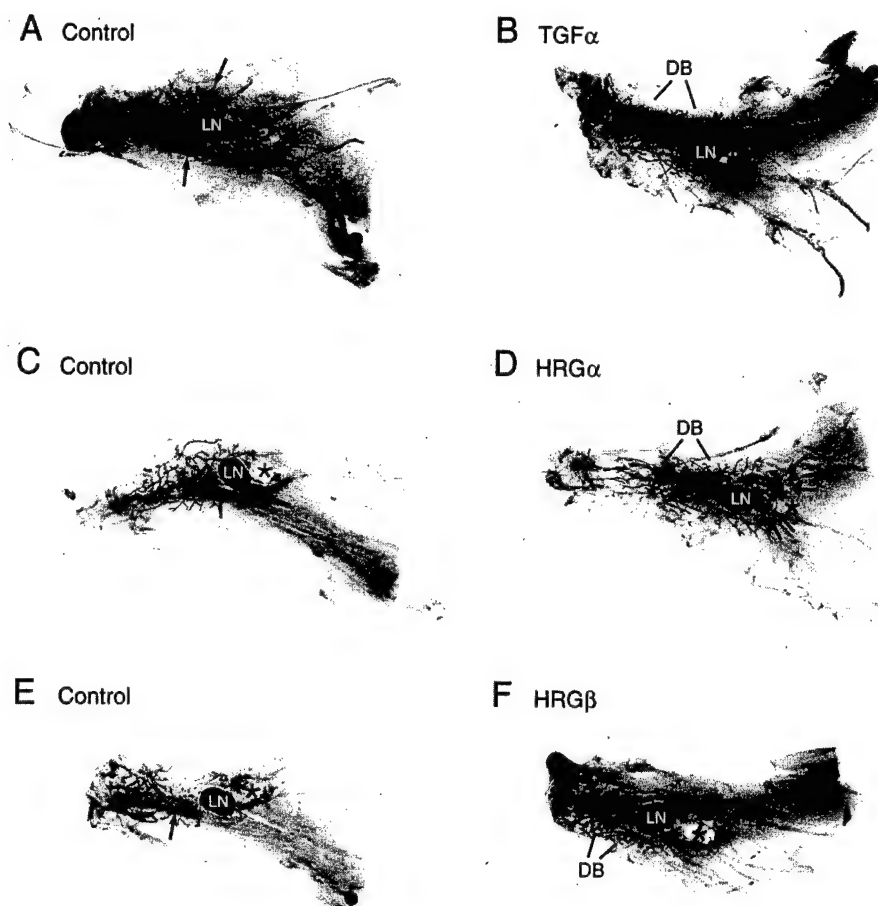 A Control
B TGFα
DB
LN
LN
C Control
D HRGα
DB
LN
LN
E Control
F HRGβ
LN
LN
DB